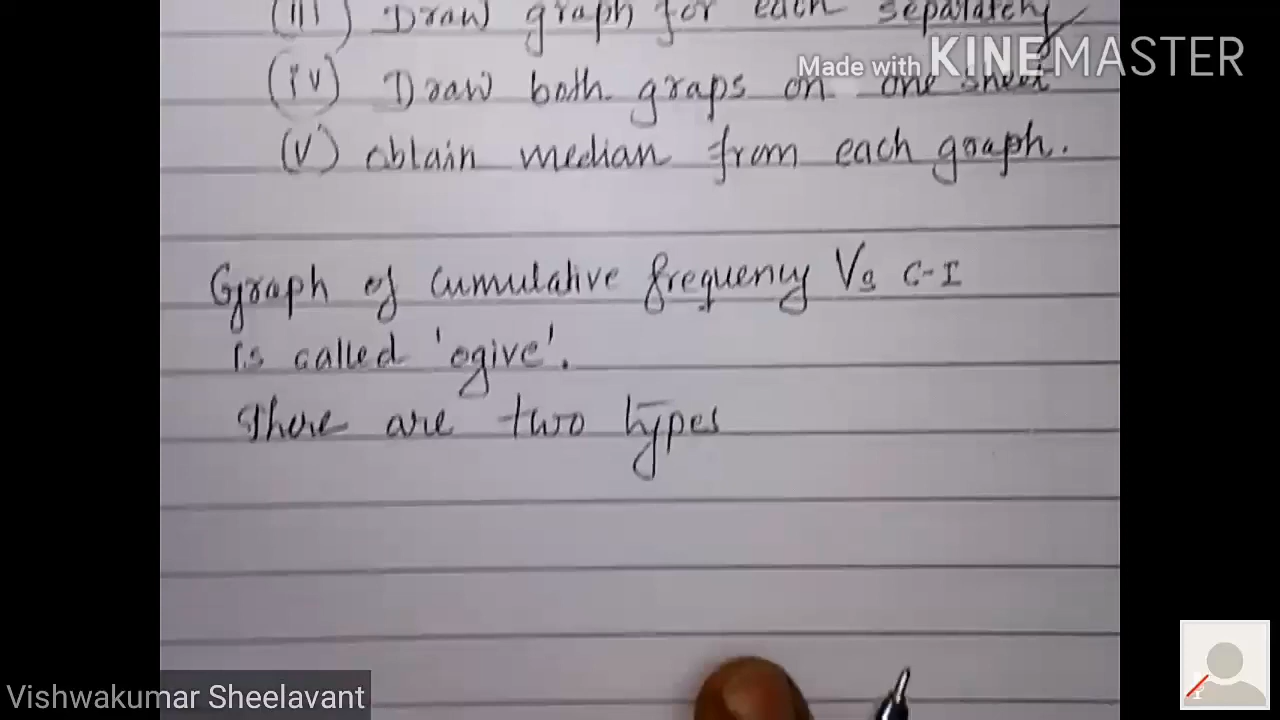 (iii) Draw graph for each separately
Made with KINEMASTER
(iv) Draw both graps on one sheet
(v) obtain median from each graph.
Graph of cumulative frequency Vs C-I
is called 'ogive'.
There are two types
Vishwakumar Sheelavant